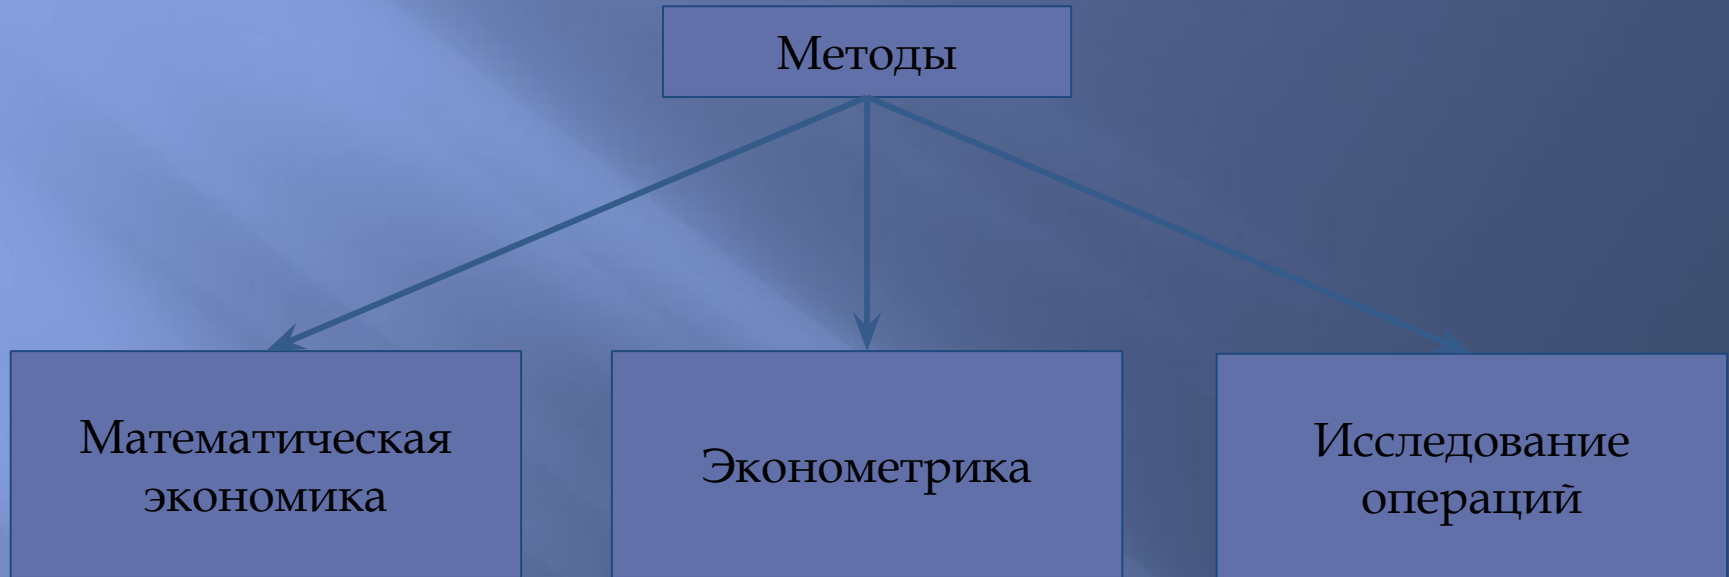 Методы
Математическая
экономика
Эконометрика
Исследование
операций